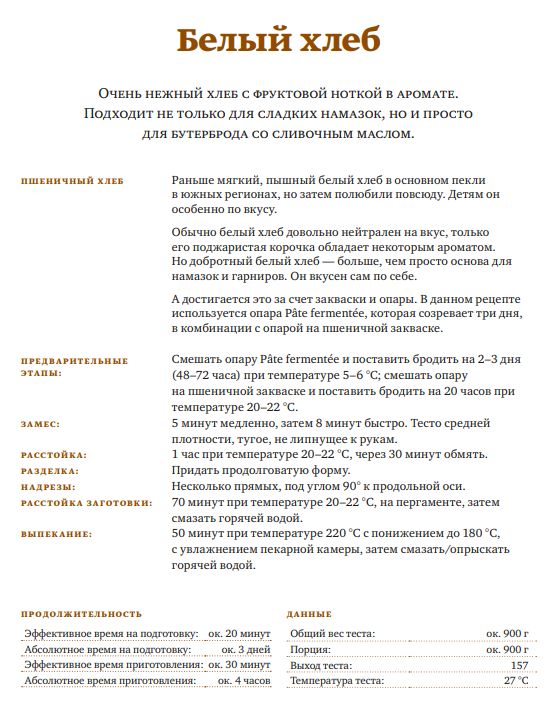 Белый хлеб
Очень нежный хлеб с фруктовой ноткой в аромате.
Подходит не только для сладких намазок, но и просто
для бутерброда со сливочным маслом.
ПШЕНИЧНЫЙ ХЛЕБ
Раньше мягкий, пышный белый хлеб в основном пекли
в южных регионах, но затем полюбили повсюду. Детям он
особенно по вкусу.
Обычно белый хлеб довольно нейтрален на вкус, только
его поджаристая корочка обладает некоторым ароматом.
Но добротный белый хлеб — больше, чем просто основа для
намазок и гарниров. Он вкусен сам по себе.
А достигается это за счет закваски и опары. В данном рецепте
используется опара Pâte fermentée, которая созревает три дня,
в комбинации с опарой на пшеничной закваске.
ПРЕДВАРИТЕЛЬНЫЕ
ЭТАПЫ:
Смешать опару Pâte fermentée и поставить бродить на 2–3 дня
(48–72 часа) при температуре 5–6 °C; смешать опару
на пшеничной закваске и поставить бродить на 20 часов при
температуре 20–22 °C.
ЗАМЕС:
5 минут медленно, затем 8 минут быстро. Тесто средней
плотности, тугое, не липнущее к рукам.
РАССТОЙКА:
1 час при температуре 20–22 °C, через 30 минут обмять.
РАЗДЕЛКА:
Придать продолговатую форму.
НАДРЕЗЫ:
Несколько прямых, под углом 90° к продольной оси.
РАССТОЙКА ЗАГОТОВКИ:
70 минут при температуре 20–22 °C, на пергаменте, затем
смазать горячей водой.
ВЫПЕКАНИЕ:
50 минут при температуре 220 °C с понижением до 180 °C,
с увлажнением пекарной камеры, затем смазать/опрыскать
горячей водой.
ПРОДОЛЖИТЕЛЬНОСТЬ
Эффективное время на подготовку: ок. 20 минут
Абсолютное время на подготовку: ок. 3 дней
Эффективное время приготовления: ок. 30 минут
Абсолютное время приготовления: ок. 4 часов
ДАННЫЕ
Общий вес теста: ок. 900 г
Порция: ок. 900 г
Выход теста: 157
Температура теста: 27 °C